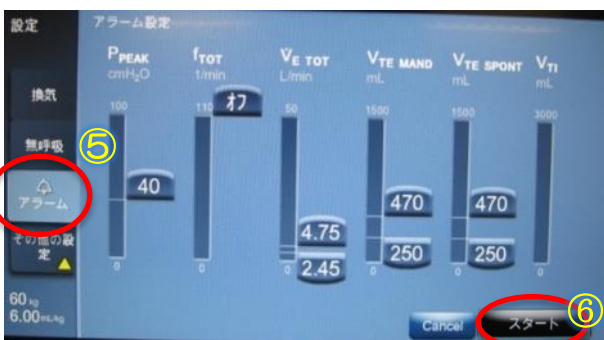 設定
アラーム設定
PPEAK fTOT V̇E TOT VTE MAND VTE SPONT VTI
cmH2O 1/min L/min mL mL mL
100 110 オフ 50 1500 1500 3000
換気
無呼吸 ⑤
アラーム
40
470 470
4.75
250 250
2.45
その他の設
定
0 0 0 0 0 0
60 kg
6.00 mL/kg
Cancel スタート ⑥